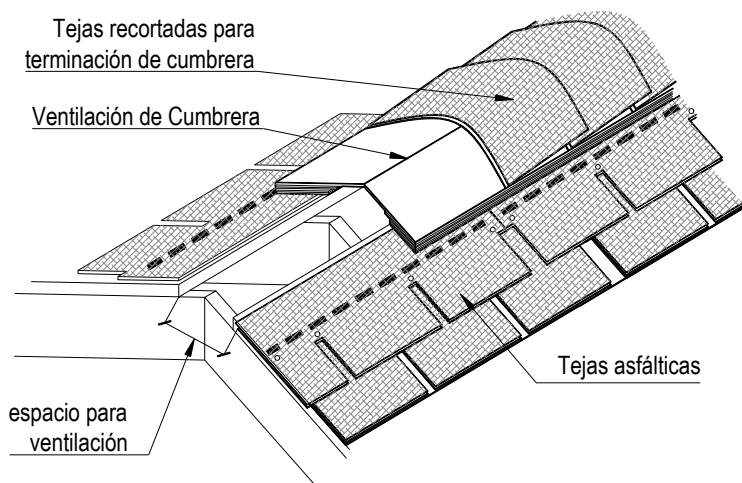 Tejas recortadas para
terminación de cumbrera
Ventilación de Cumbrera
Tejas asfálticas
espacio para
ventilación